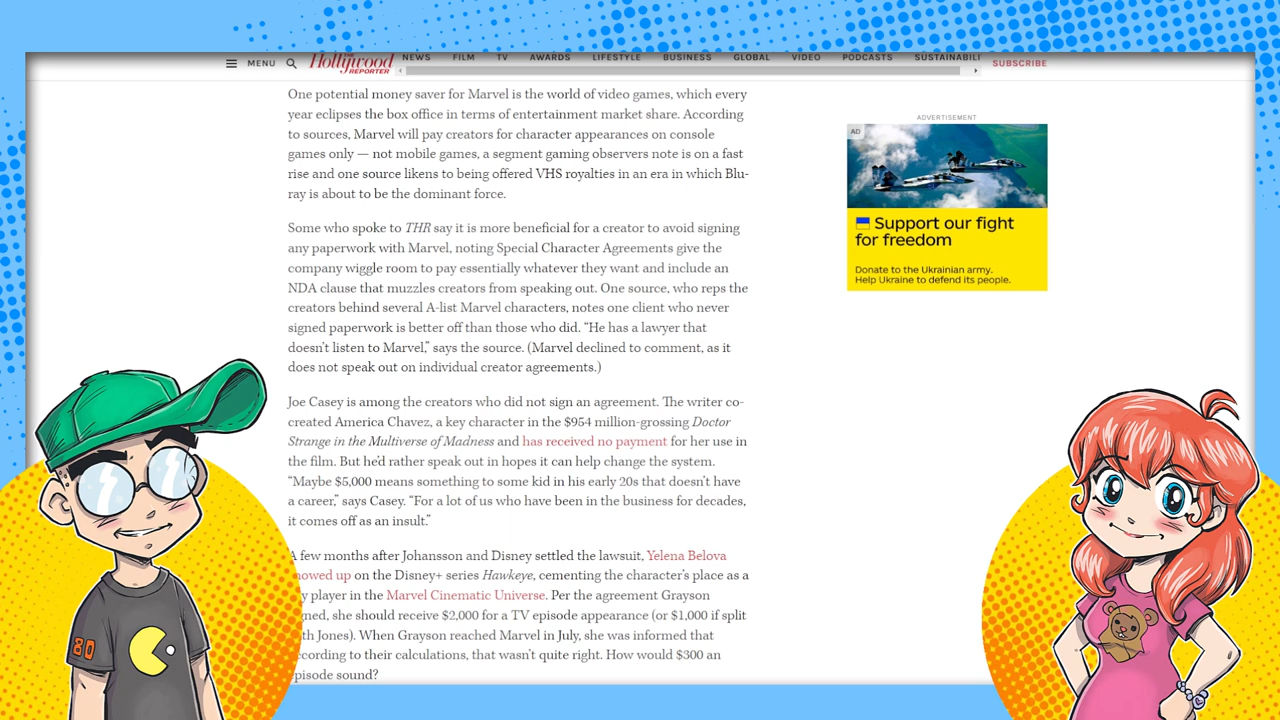 MENU
The Hollywood REPORTER
NEWS FILM TV AWARDS LIFESTYLE BUSINESS GLOBAL VIDEO PODCASTS SUSTAINABILI
SUBSCRIBE
One potential money saver for Marvel is the world of video games, which every
year eclipses the box office in terms of entertainment market share. According
to sources, Marvel will pay creators for character appearances on console
games only — not mobile games, a segment gaming observers note is on a fast
rise and one source likens to being offered VHS royalties in an era in which Blu-
ray is about to be the dominant force.
Some who spoke to THR say it is more beneficial for a creator to avoid signing
any paperwork with Marvel, noting Special Character Agreements give the
company wiggle room to pay essentially whatever they want and include an
NDA clause that muzzles creators from speaking out. One source, who reps the
creators behind several A-list Marvel characters, notes one client who never
signed paperwork is better off than those who did. “He has a lawyer that
doesn’t listen to Marvel,” says the source. (Marvel declined to comment, as it
does not speak out on individual creator agreements.)
Joe Casey is among the creators who did not sign an agreement. The writer co-
created America Chavez, a key character in the $954 million-grossing Doctor
Strange in the Multiverse of Madness and has received no payment for her use in
the film. But he’d rather speak out in hopes it can help change the system.
“Maybe $5,000 means something to some kid in his early 20s that doesn’t have
a career,” says Casey. “For a lot of us who have been in the business for decades,
it comes off as an insult.”
A few months after Johansson and Disney settled the lawsuit, Yelena Belova
howed up on the Disney+ series Hawkeye, cementing the character’s place as a
y player in the Marvel Cinematic Universe. Per the agreement Grayson
gned, she should receive $2,000 for a TV episode appearance (or $1,000 if split
th Jones). When Grayson reached Marvel in July, she was informed that
ccording to their calculations, that wasn’t quite right. How would $300 an
pisode sound?
ADVERTISEMENT
AD
Support our fight
for freedom
Donate to the Ukrainian army.
Help Ukraine to defend its people.
80